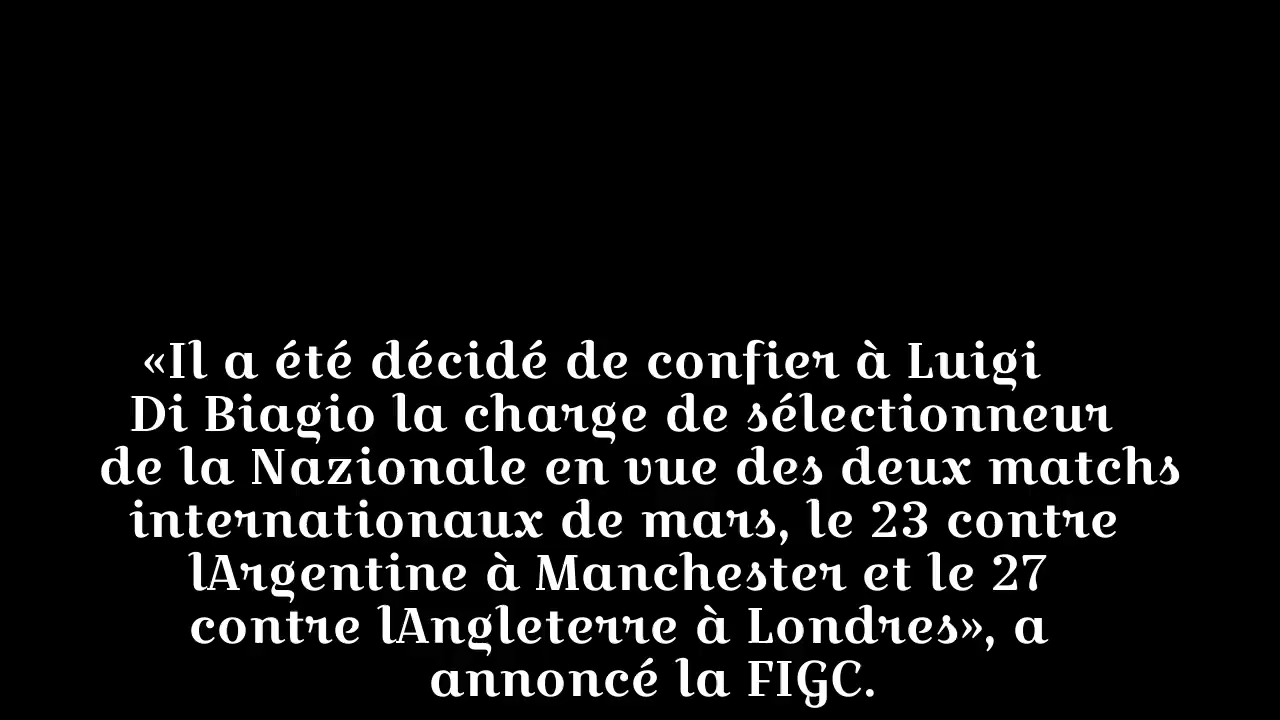 «Il a été décidé de confier à Luigi
Di Biagio la charge de sélectionneur
de la Nazionale en vue des deux matchs
internationaux de mars, le 23 contre
lArgentine à Manchester et le 27
contre lAngleterre à Londres», a
annoncé la FIGC.